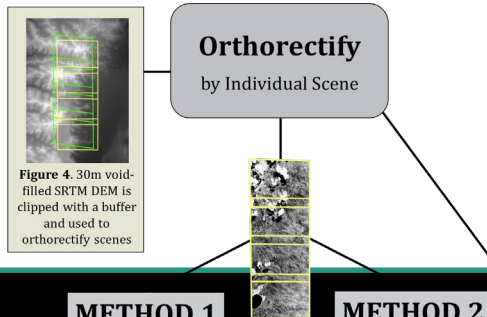 Orthorectify
by Individual Scene
Figure 4. 30m void-
filled SRTM DEM is
clipped with a buffer
and used to
orthorectify scenes
METHOD 1
METHOD 2